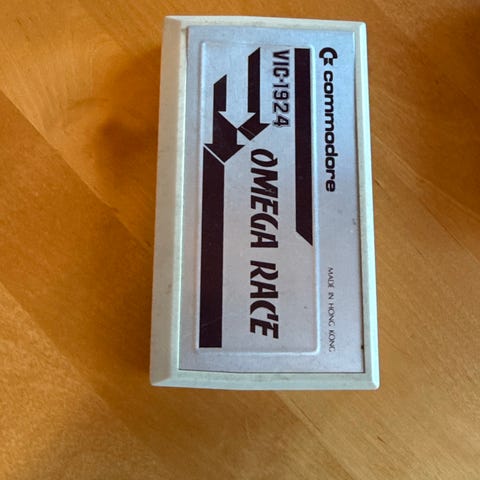 commodore
VIC-1924
OMEGA RACE
MADE IN HONG KONG